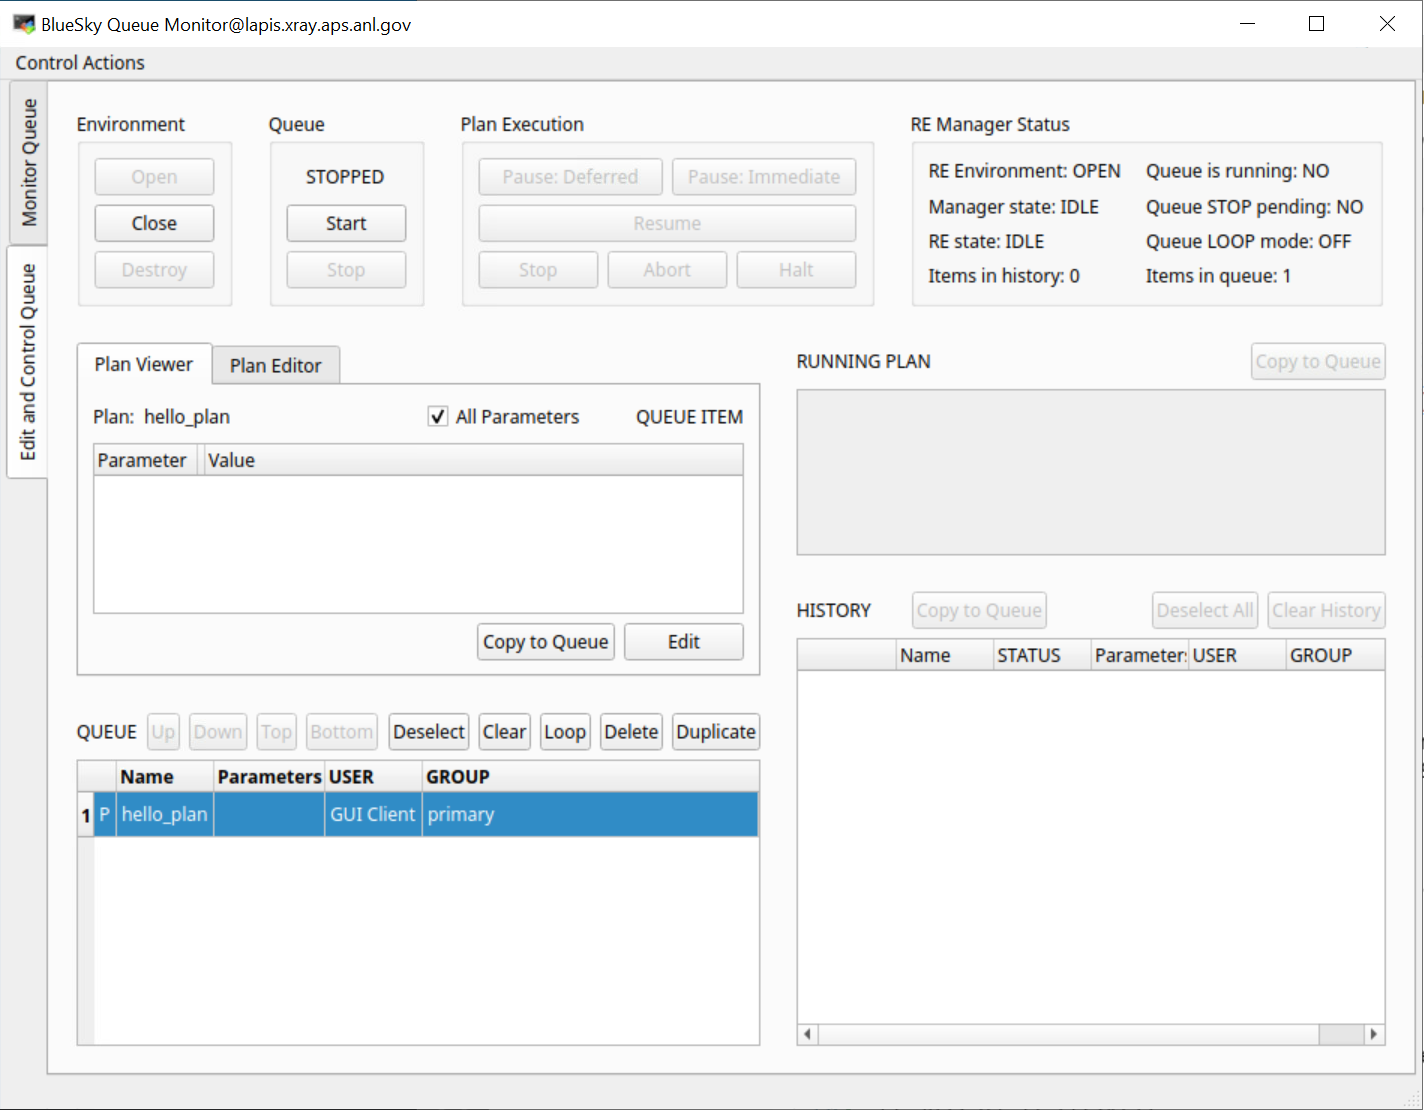 BlueSky Queue Monitor@lapis.xray.aps.anl.gov
Control Actions
Monitor Queue
Edit and Control Queue
Environment
Open
Close
Destroy
Queue
STOPPED
Start
Stop
Plan Execution
Pause: Deferred
Pause: Immediate
Resume
Stop
Abort
Halt
RE Manager Status
RE Environment: OPEN
Queue is running: NO
Manager state: IDLE
Queue STOP pending: NO
RE state: IDLE
Queue LOOP mode: OFF
Items in history: 0
Items in queue: 1
Plan Viewer
Plan Editor
Plan: hello_plan
All Parameters
QUEUE ITEM
Parameter
Value
Copy to Queue
Edit
QUEUE
Up
Down
Top
Bottom
Deselect
Clear
Loop
Delete
Duplicate
Name
Parameters
USER
GROUP
1
P
hello_plan
GUI Client
primary
RUNNING PLAN
Copy to Queue
HISTORY
Copy to Queue
Deselect All
Clear History
Name
STATUS
Parameter
USER
GROUP